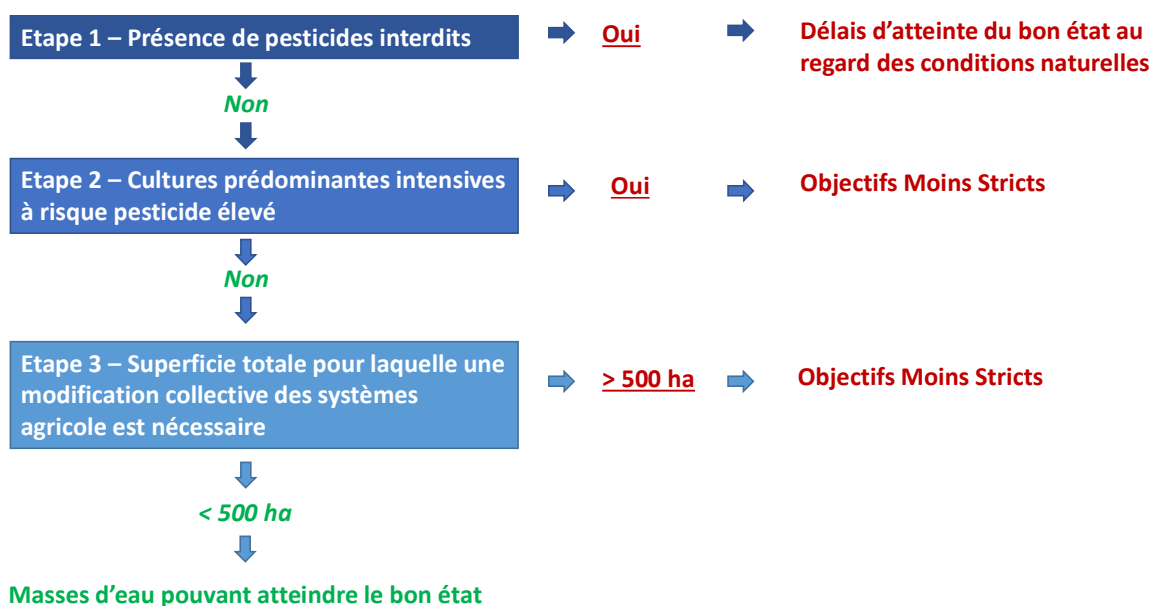 Etape 1 – Présence de pesticides interdits
Oui
Délais d’atteinte du bon état au
regard des conditions naturelles
Non
Etape 2 – Cultures prédominantes intensives
à risque pesticide élevé
Oui
Objectifs Moins Stricts
Non
Etape 3 – Superficie totale pour laquelle une
modification collective des systèmes
agricole est nécessaire
> 500 ha
Objectifs Moins Stricts
< 500 ha
Masses d’eau pouvant atteindre le bon état